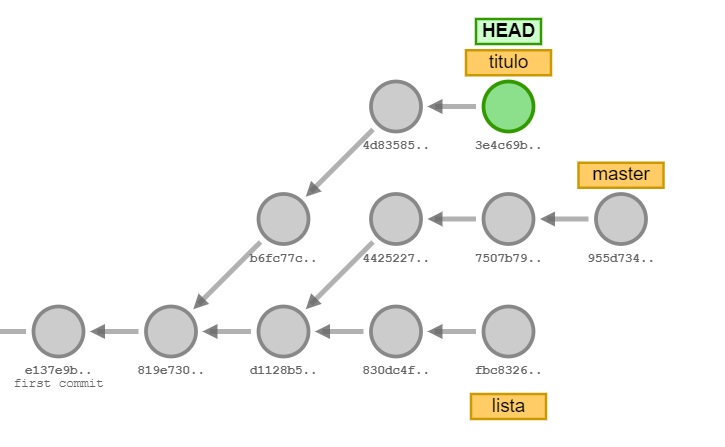 HEAD
titulo
4d83585..
3e4c69b..
master
b6fc77c..
4425227..
7507b79..
955d734..
e137e9b..
first commit
819e730..
d1128b5..
830dc4f..
fbc8326..
lista